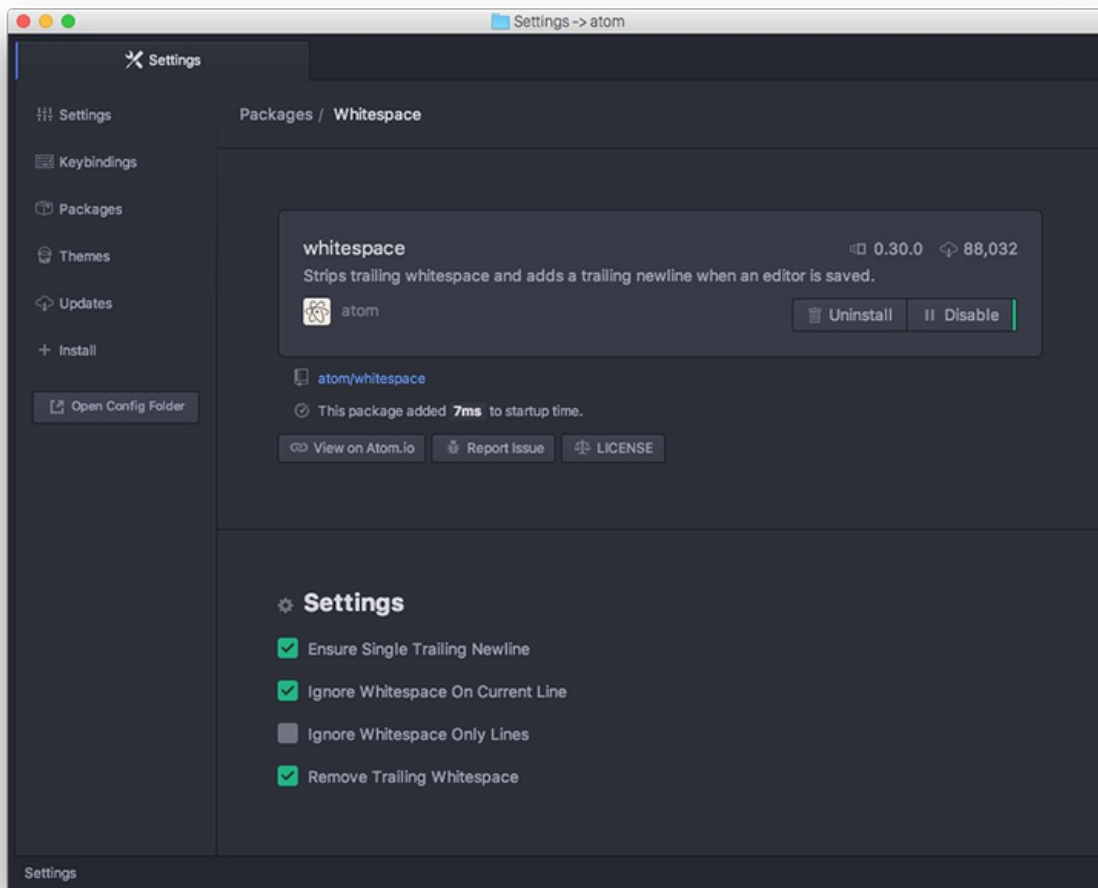 Settings -> atom
Settings
Settings
Keybindings
Packages
Themes
Updates
Install
Open Config Folder
Packages / Whitespace
whitespace
0.30.0 88,032
Strips trailing whitespace and adds a trailing newline when an editor is saved.
atom
Uninstall Disable
atom/whitespace
This package added 7ms to startup time.
View on Atom.io Report Issue LICENSE
Settings
Ensure Single Trailing Newline
Ignore Whitespace On Current Line
Ignore Whitespace Only Lines
Remove Trailing Whitespace
Settings